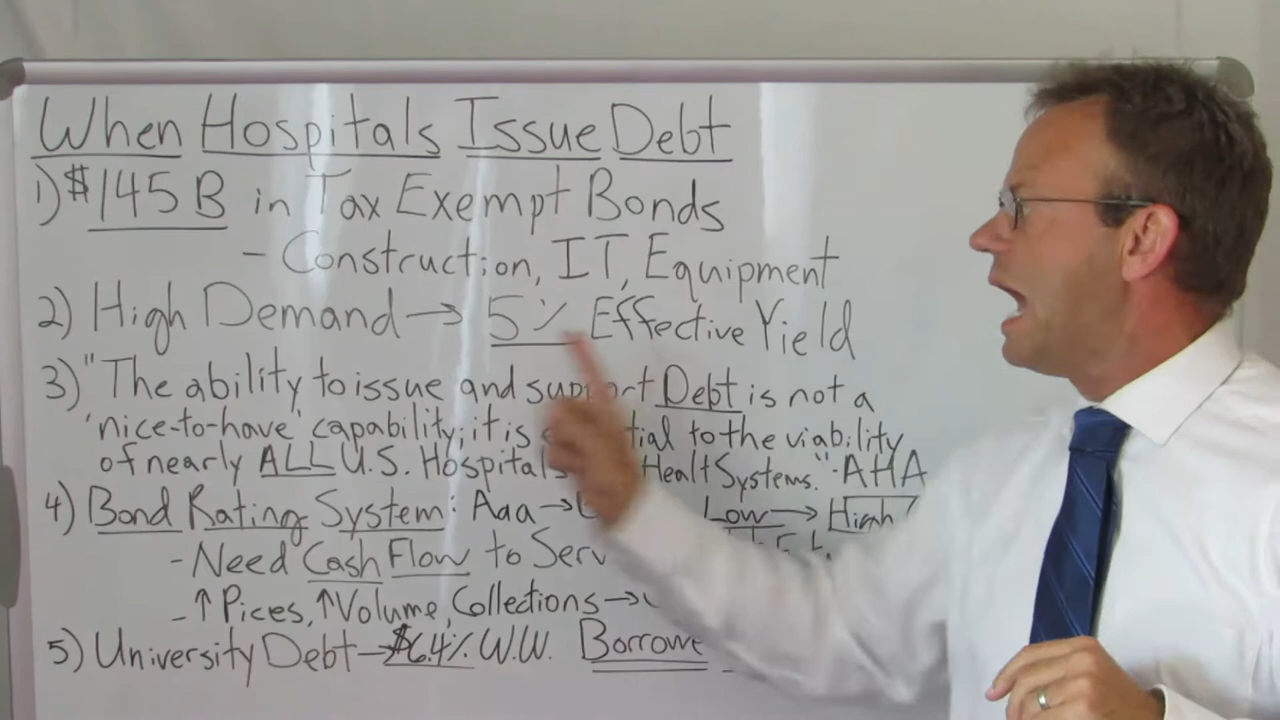 When Hospitals Issue Debt
1) $145 B in Tax Exempt Bonds
- Construction, IT, Equipment
2) High Demand → 5% Effective Yield
3) "The ability to issue and support Debt is not a
'nice-to-have' capability; it is tial to the viability
of nearly ALL U.S. Hospitals Healt Systems." - AHA
4) Bond Rating System: Aaa → Low → High
- Need Cash Flow to Serv
- ↑ Pices, ↑ Volume, Collections →
5) University Debt → $6.4% W.W. Borrowe